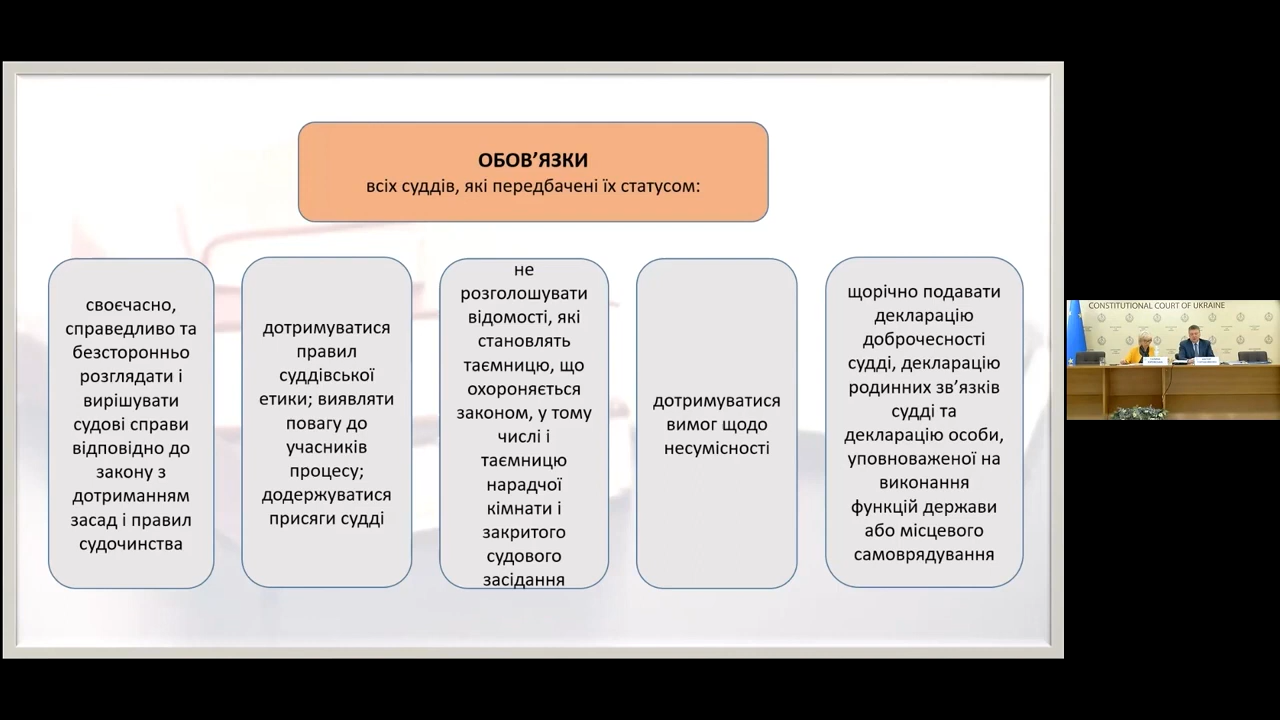 ОБОВ’ЯЗКИ
всіх суддів, які передбачені їх статусом:
своєчасно,
справедливо та
безсторонньо
розглядати і
вирішувати
судові справи
відповідно до
закону з
дотриманням
засад і правил
судочинства
дотримуватися
правил
суддівської
етики; виявляти
повагу до
учасників
процесу;
додержуватися
присяги судді
не
розголошувати
відомості, які
становлять
таємницю, що
охороняється
законом, у тому
числі і
таємницю
нарадчої
кімнати і
закритого
судового
засідання
дотримуватися
вимог щодо
несумісності
щорічно подавати
декларацію
доброчесності
судді, декларацію
родинних зв’язків
судді та
декларацію особи,
уповноваженої на
виконання
функцій держави
або місцевого
самоврядування
CONSTITUTIONAL COURT OF UKRAINE